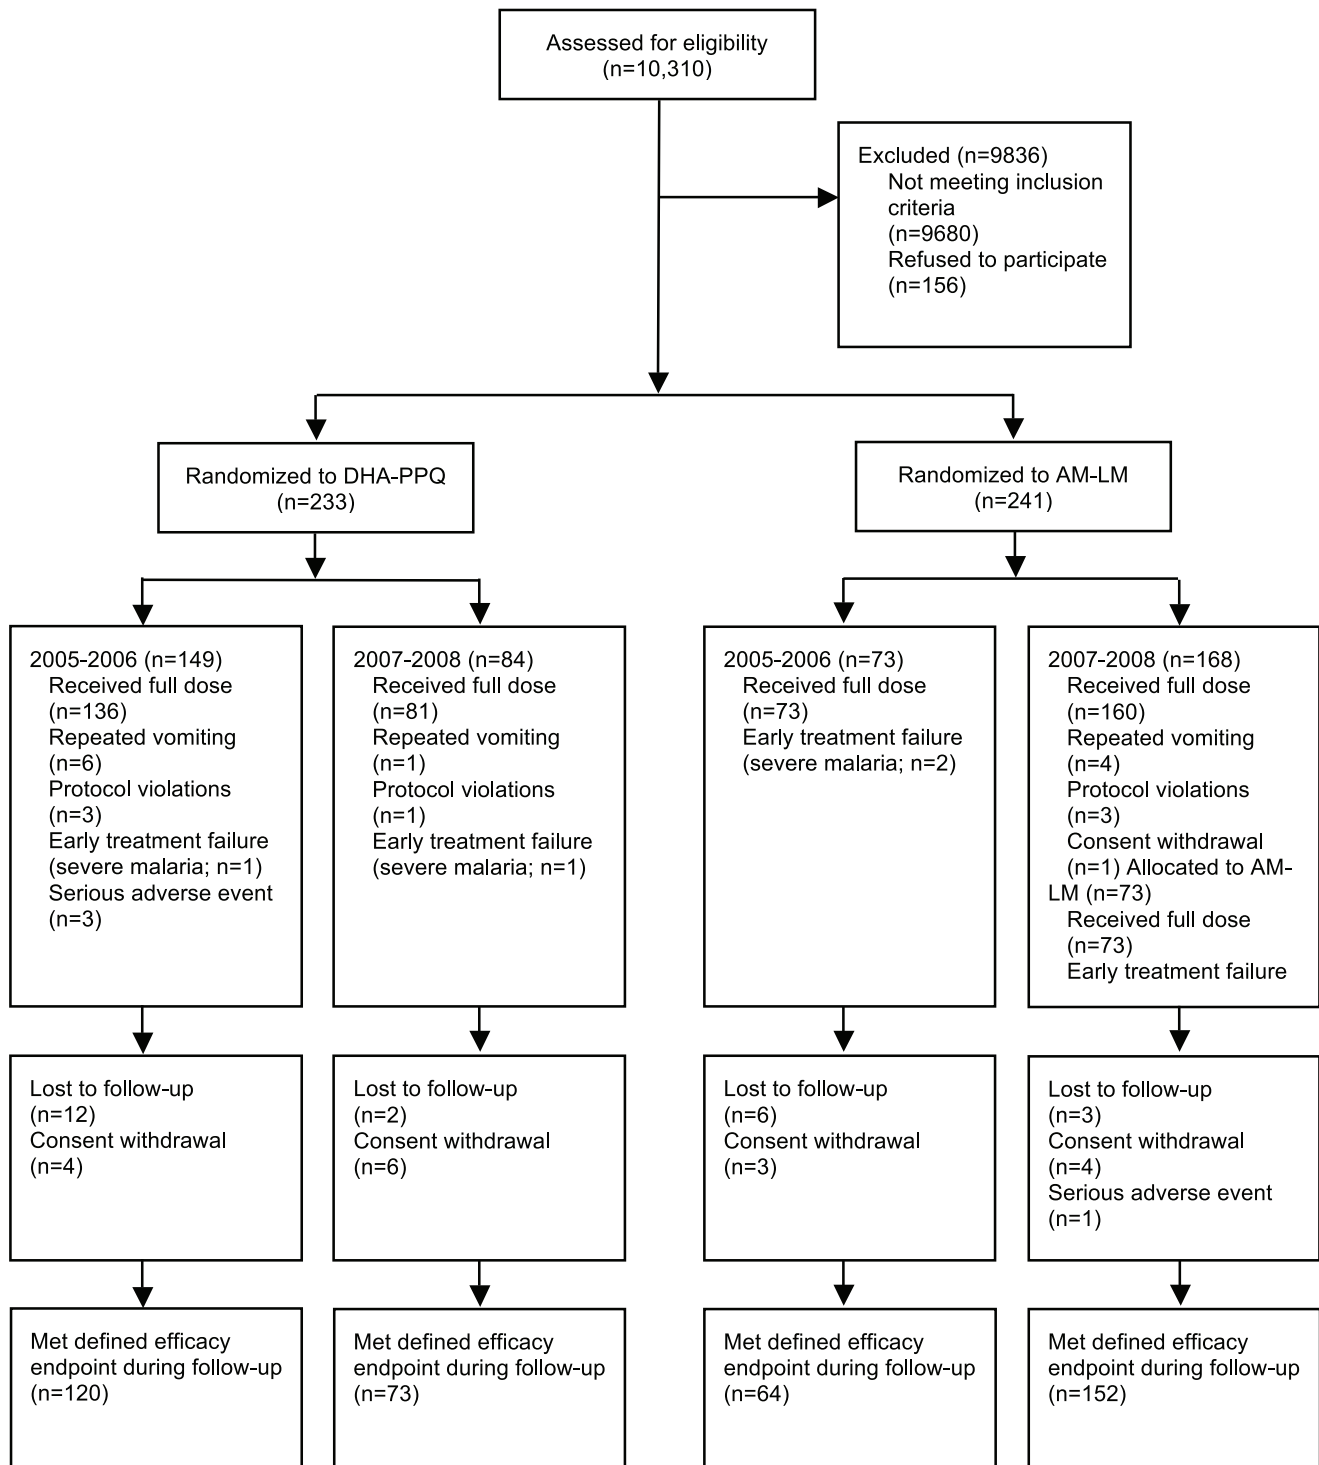 Assessed for eligibility
(n=10,310)
Excluded (n=9836)
Not meeting inclusion
criteria
(n=9680)
Refused to participate
(n=156)
Randomized to DHA-PPQ
(n=233)
Randomized to AM-LM
(n=241)
2005-2006 (n=149)
Received full dose
(n=136)
Repeated vomiting
(n=6)
Protocol violations
(n=3)
Early treatment failure
(severe malaria; n=1)
Serious adverse event
(n=3)
2007-2008 (n=84)
Received full dose
(n=81)
Repeated vomiting
(n=1)
Protocol violations
(n=1)
Early treatment failure
(severe malaria; n=1)
2005-2006 (n=73)
Received full dose
(n=73)
Early treatment failure
(severe malaria; n=2)
2007-2008 (n=168)
Received full dose
(n=160)
Repeated vomiting
(n=4)
Protocol violations
(n=3)
Consent withdrawal
(n=1) Allocated to AM-
LM (n=73)
Received full dose
(n=73)
Early treatment failure
Lost to follow-up
(n=12)
Consent withdrawal
(n=4)
Lost to follow-up
(n=2)
Consent withdrawal
(n=6)
Lost to follow-up
(n=6)
Consent withdrawal
(n=3)
Lost to follow-up
(n=3)
Consent withdrawal
(n=4)
Serious adverse event
(n=1)
Met defined efficacy
endpoint during follow-up
(n=120)
Met defined efficacy
endpoint during follow-up
(n=73)
Met defined efficacy
endpoint during follow-up
(n=64)
Met defined efficacy
endpoint during follow-up
(n=152)